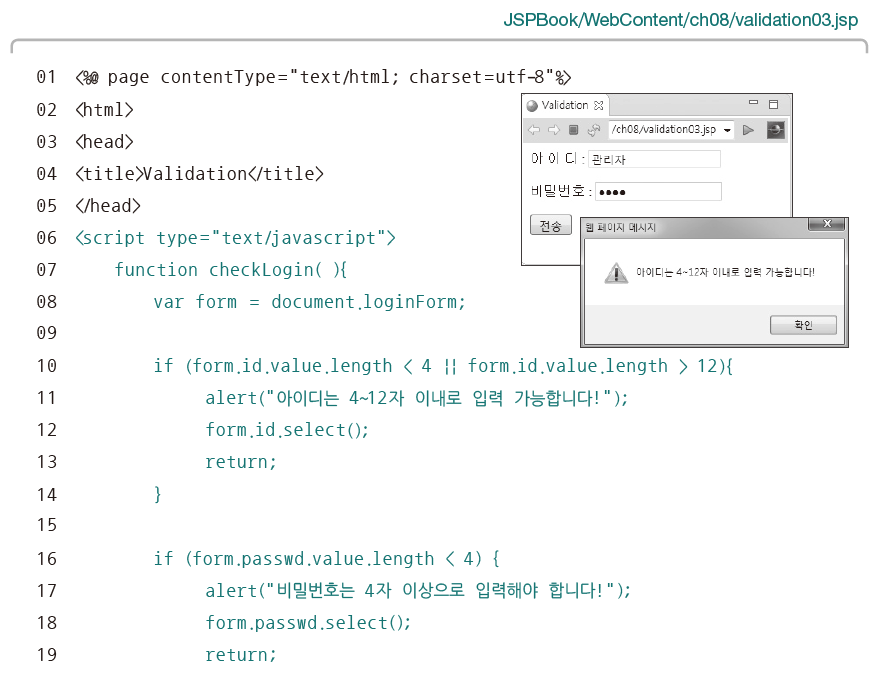 JSPBook/WebContent/ch08/validation03.jsp
01 <%@ page contentType="text/html; charset=utf-8"%>
02 <html>
03 <head>
04 <title>Validation</title>
05 </head>
06 <script type="text/javascript">
07 function checkLogin( ){
08 var form = document.loginForm;
09
10 if (form.id.value.length < 4 || form.id.value.length > 12){
11 alert("아이디는 4~12자 이내로 입력 가능합니다!");
12 form.id.select();
13 return;
14 }
15
16 if (form.passwd.value.length < 4) {
17 alert("비밀번호는 4자 이상으로 입력해야 합니다!");
18 form.passwd.select();
19 return;
Validation
/ch08/validation03.jsp
아 이 디 : 관리자
비밀번호 : ●●●●
전송
웹 페이지 메시지
아이디는 4~12자 이내로 입력 가능합니다!
확인